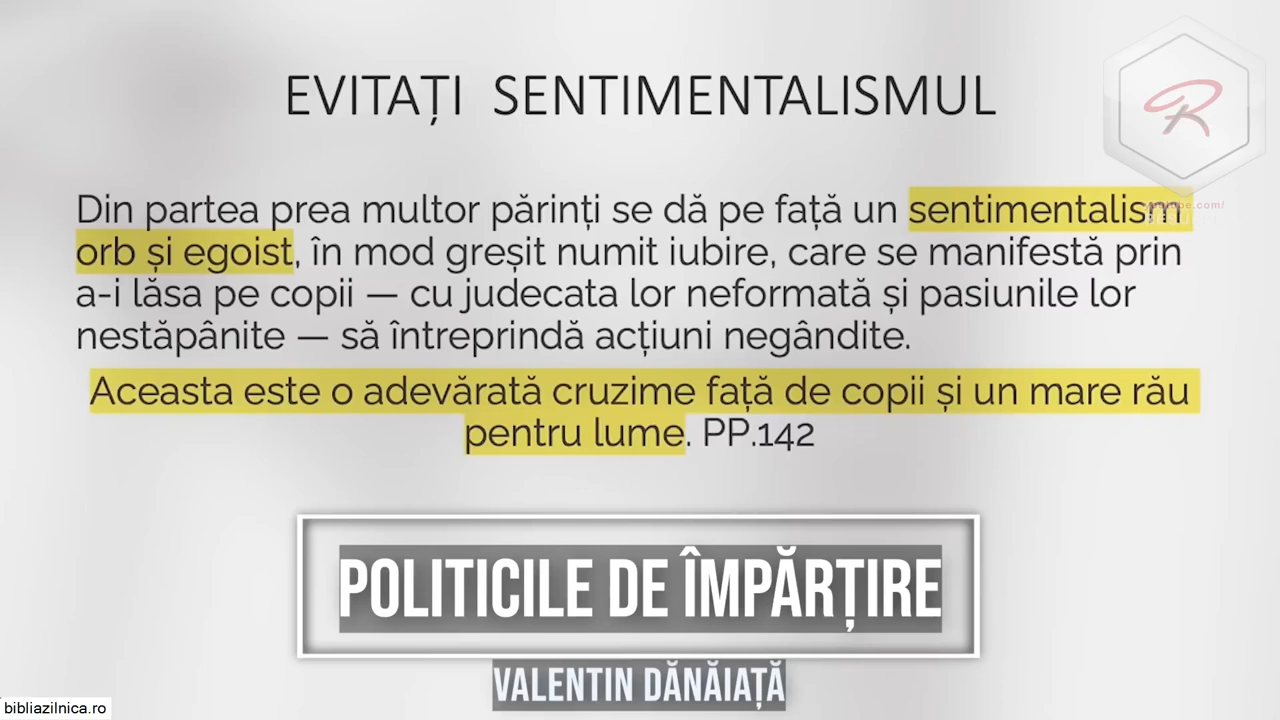 EVITAȚI SENTIMENTALISMUL
Din partea prea multor părinți se dă pe față un sentimentalism
orb și egoist, în mod greșit numit iubire, care se manifestă prin
a-i lăsa pe copii — cu judecata lor neformată și pasiunile lor
nestăpânite — să întreprindă acțiuni negândite.
Aceasta este o adevărată cruzime față de copii și un mare rău
pentru lume. PP.142
POLITICILE DE ÎMPĂRȚIRE
VALENTIN DĂNĂIAȚĂ
bibliazilnica.ro